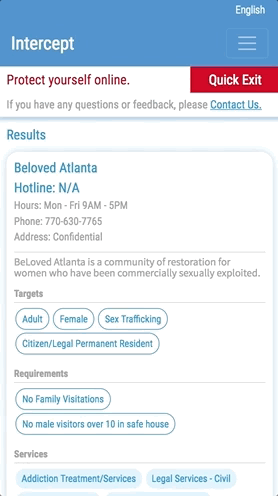 English
Intercept
Protect yourself online.
Quick Exit
If you have any questions or feedback, please Contact Us.
Results
Beloved Atlanta
Hotline: N/A
Hours: Mon - Fri 9AM - 5PM
Phone: 770-630-7765
Address: Confidential
BeLoved Atlanta is a community of restoration for
women who have been commercially sexually exploited.
Targets
Adult Female Sex Trafficking
Citizen/Legal Permanent Resident
Requirements
No Family Visitations
No male visitors over 10 in safe house
Services
Addiction Treatment/Services Legal Services - Civil